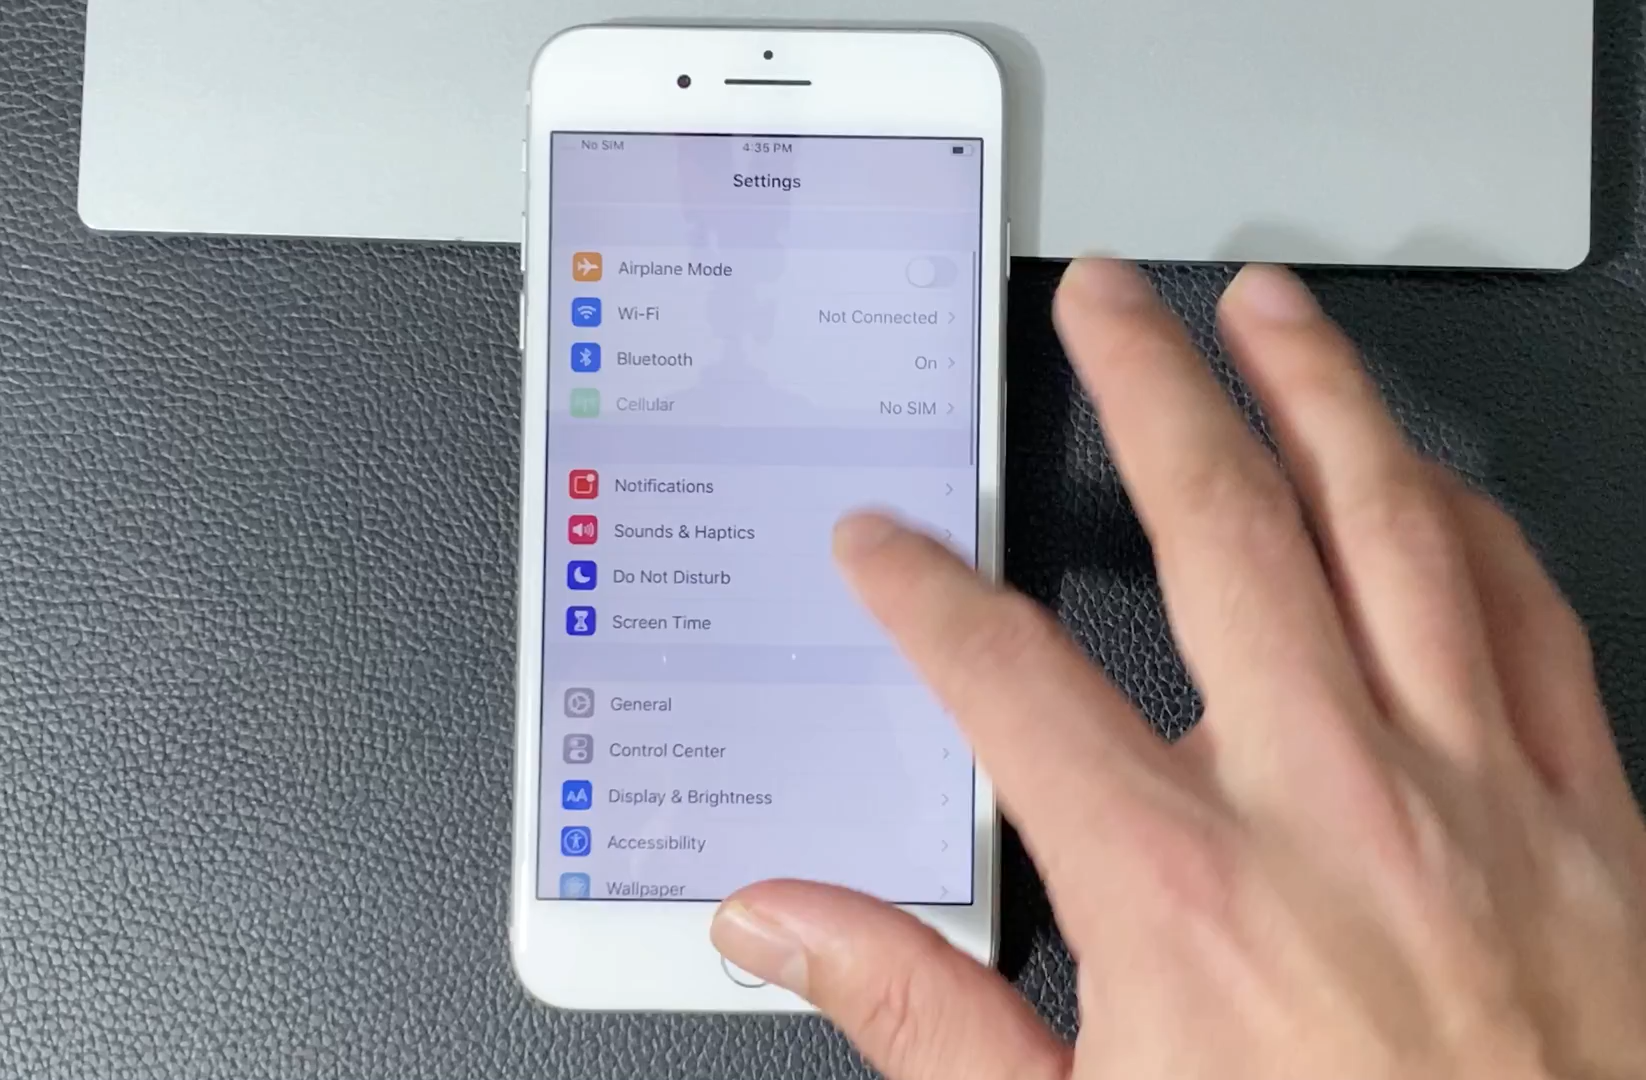 No SIM 4:35 PM
Settings
Airplane Mode
Wi-Fi Not Connected
Bluetooth On
Cellular No SIM
Notifications
Sounds & Haptics
Do Not Disturb
Screen Time
General
Control Center
AA Display & Brightness
Accessibility
Wallpaper